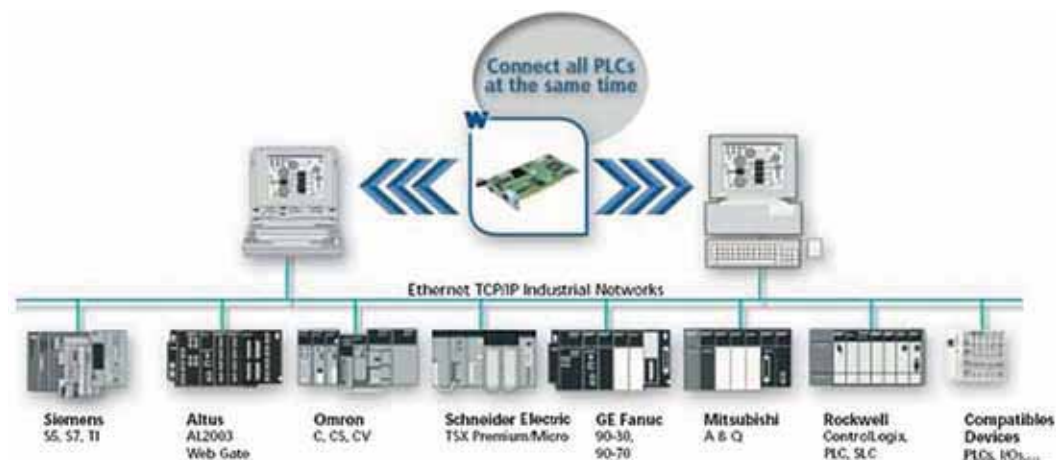 Connect all PLCs
at the same time
W
Ethernet TCP/IP Industrial Networks
Siemens
S5, S7, TI
Altus
AL2003
Web Gate
Omron
C, CS, CV
Schneider Electric
TSX Premium/Micro
GE Fanuc
90-30,
90-70
Mitsubishi
A & Q
Rockwell
ControlLogix,
PLC, SLC
Compatibles
Devices
PLCs, I/Os....